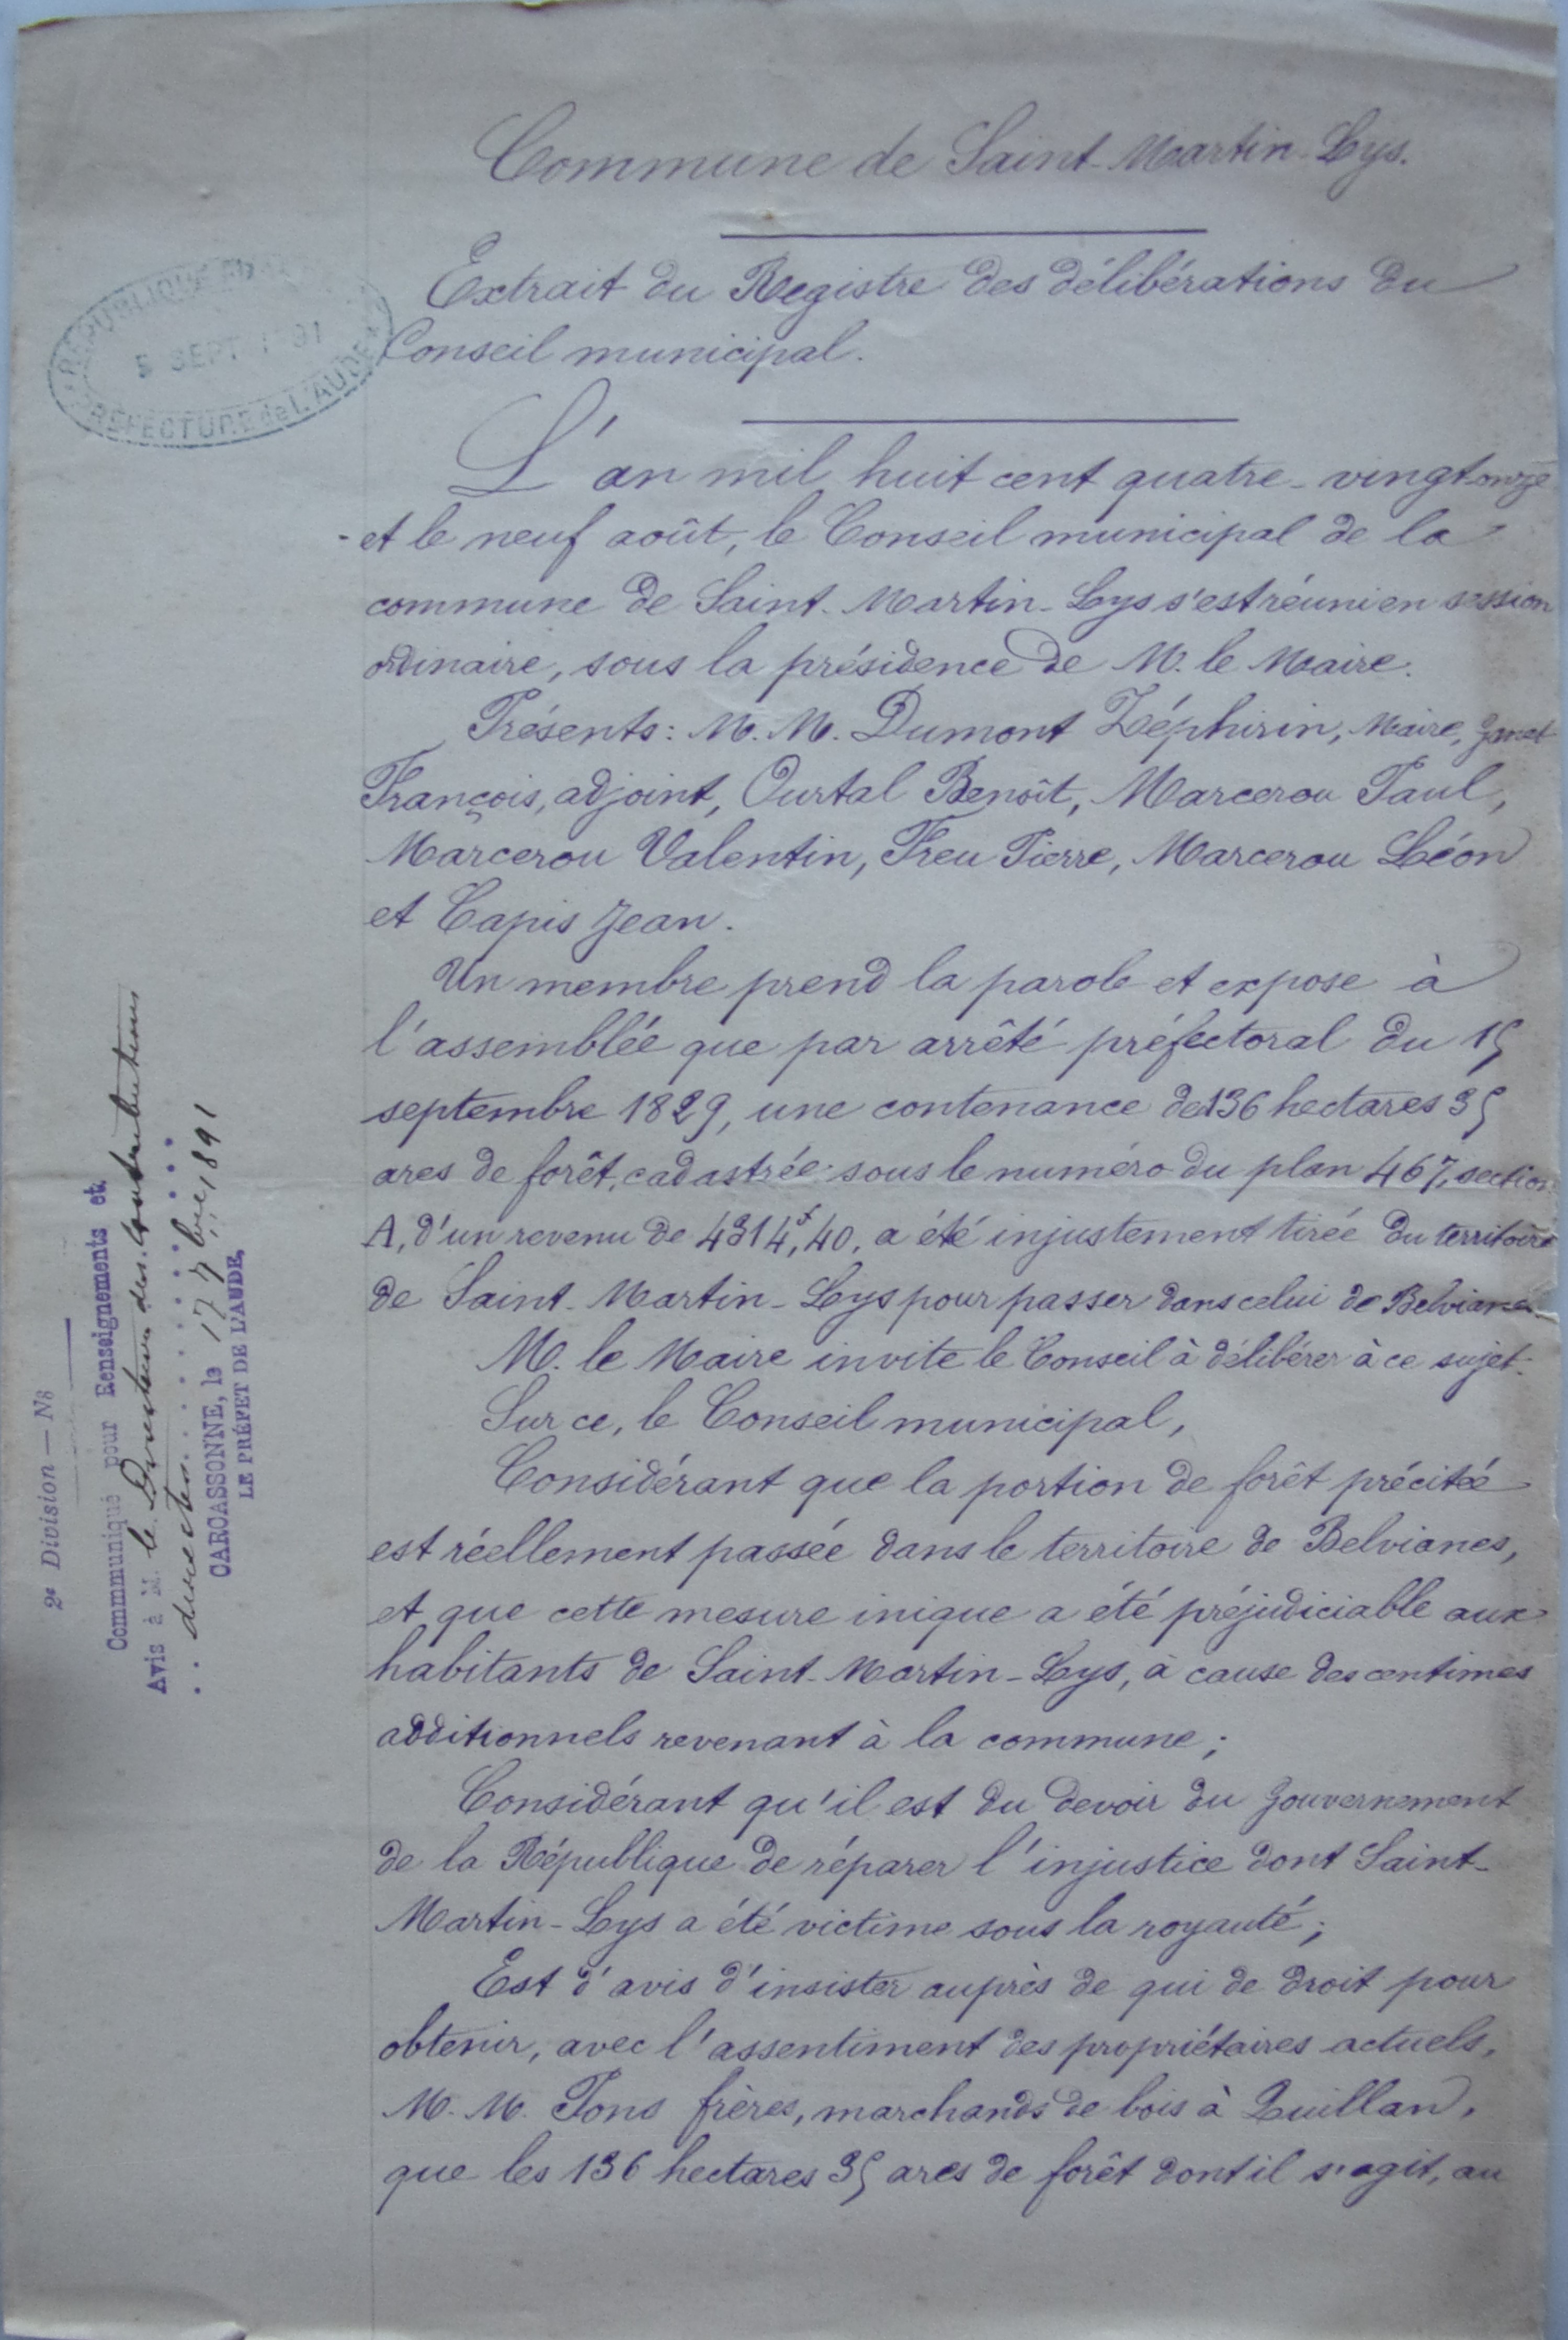 Commune de Saint-Martin-Lys.
Extrait du Registre des délibérations du
Conseil municipal.
L'an mil huit cent quatre-vingt-onze
et le neuf août, le Conseil municipal de la
commune de Saint-Martin-Lys s'est réuni en session
ordinaire, sous la présidence de M. le Maire.
Présents: M. M. Dumont Zéphirin, Maire,
François, adjoint, Ourtal Benoît, Marcerou Paul,
Marcerou Valentin, Freu Pierre, Marcerou Léon
et Capis Jean.
Un membre prend la parole et expose à
l'assemblée que par arrêté préfectoral du 15
septembre 1829, une contenance de 136 hectares 35
ares de forêt, cadastrée sous le numéro du plan 467, section
A, d'un revenu de 4314f,40, a été injustement tirée du territoire
de Saint-Martin-Lys pour passer dans celui de Belvianes.
M. le Maire invite le Conseil à délibérer à ce sujet.
Sur ce, le Conseil municipal,
Considérant que la portion de forêt précitée
est réellement passée dans le territoire de Belvianes,
et que cette mesure inique a été préjudiciable aux
habitants de Saint-Martin-Lys, à cause des centimes
additionnels revenant à la commune;
Considérant qu'il est du devoir du Gouvernement
de la République de réparer l'injustice dont Saint-
Martin-Lys a été victime sous la royauté;
Est d'avis d'insister auprès de qui de droit pour
obtenir, avec l'assentiment des propriétaires actuels,
M. M. Pons frères, marchands de bois à Quillan,
que les 136 hectares 35 ares de forêt dont il s'agit, au
RÉPUBLIQUE
5 SEPT 1891
PRÉFECTURE de L'AUDE
2e Division — No
Communiqué pour Renseignements et
Avis à M. le Directeur des Contributions
directes
CARCASSONNE, le 17 7bre 1891
LE PRÉFET DE L'AUDE,